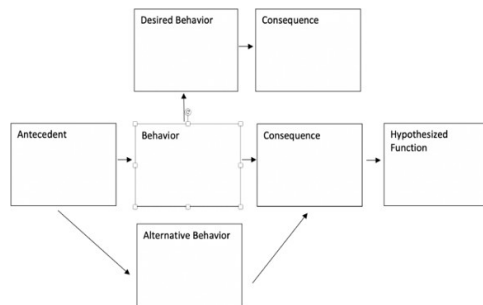 Desired Behavior
Consequence
Antecedent
Behavior
Consequence
Hypothesized
Function
Alternative Behavior